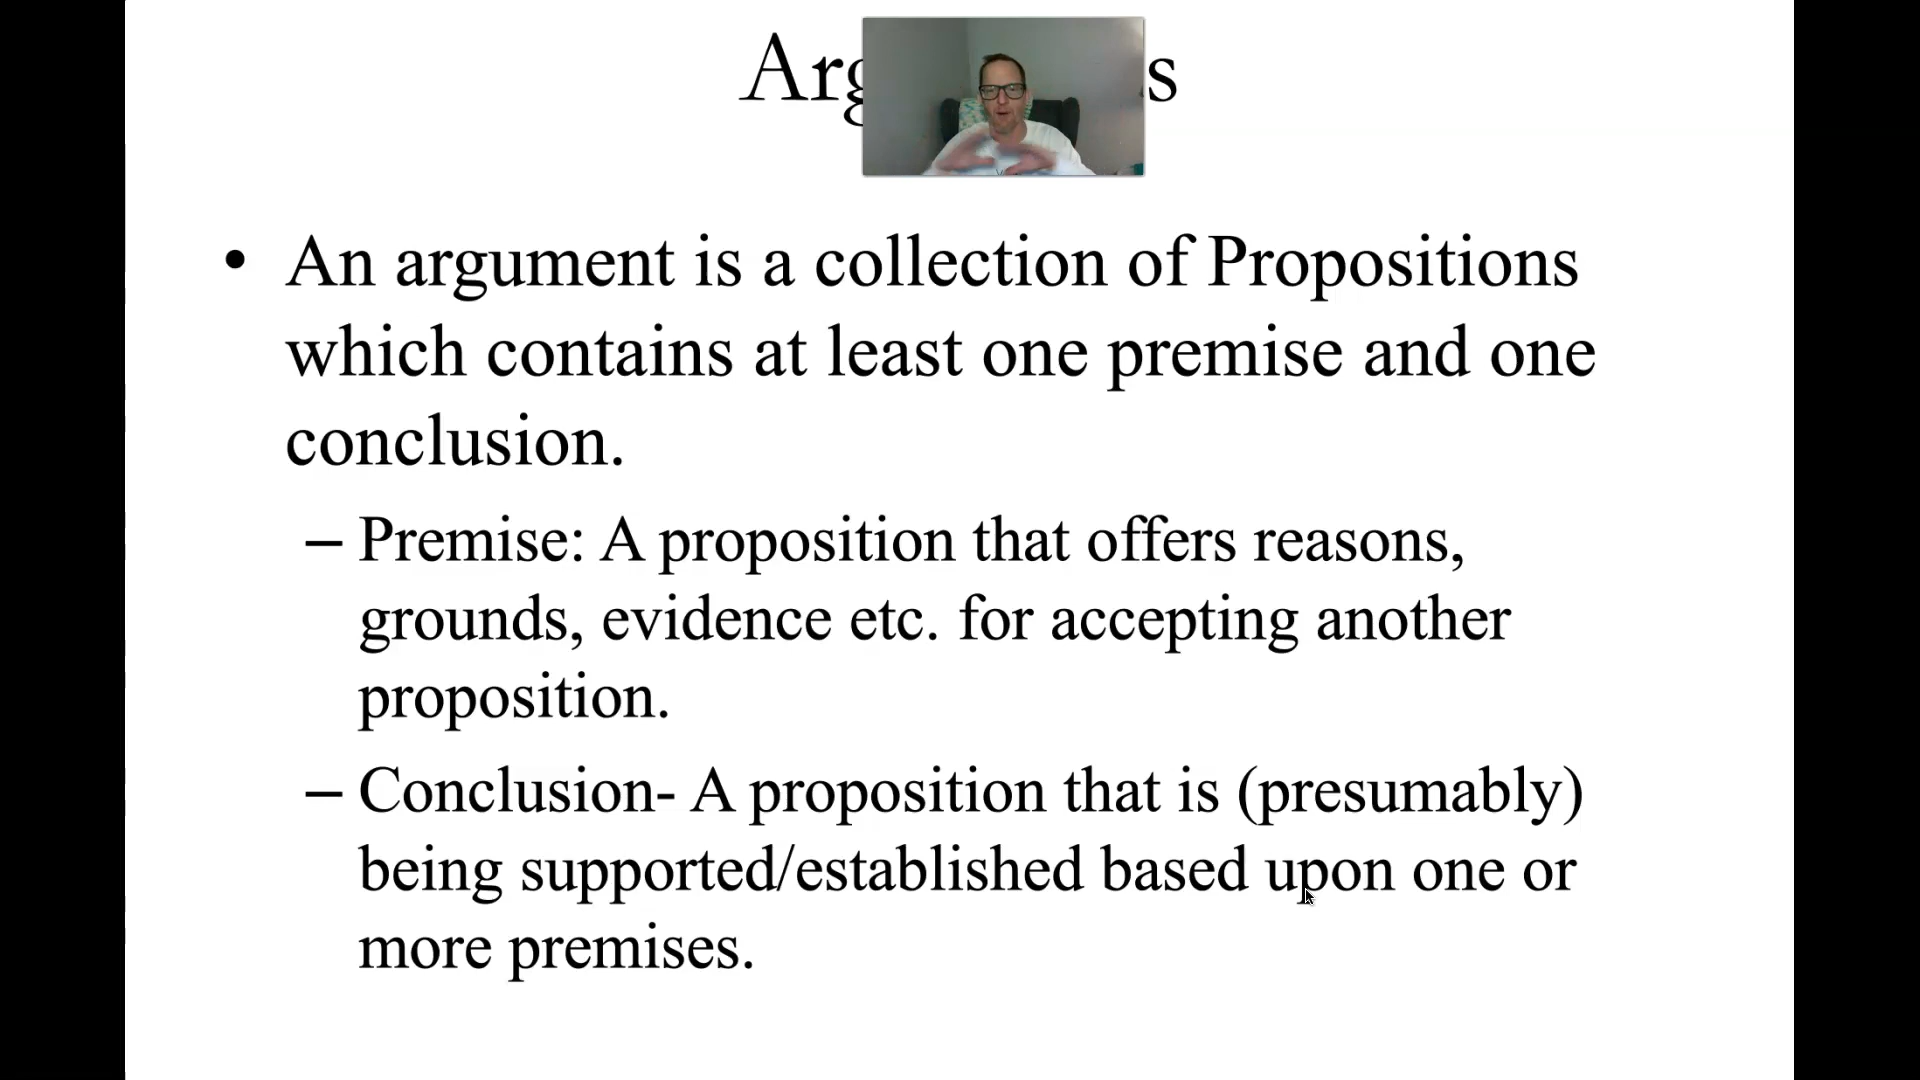 • An argument is a collection of Propositions
which contains at least one premise and one
conclusion.
– Premise: A proposition that offers reasons,
grounds, evidence etc. for accepting another
proposition.
– Conclusion- A proposition that is (presumably)
being supported/established based upon one or
more premises.